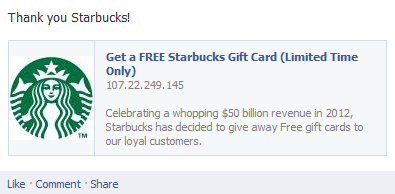 Thank you Starbucks!
Get a FREE Starbucks Gift Card (Limited Time
Only)
107.22.249.145
Celebrating a whopping $50 billion revenue in 2012,
Starbucks has decided to give away Free gift cards to
our loyal customers.
TM
Like · Comment · Share